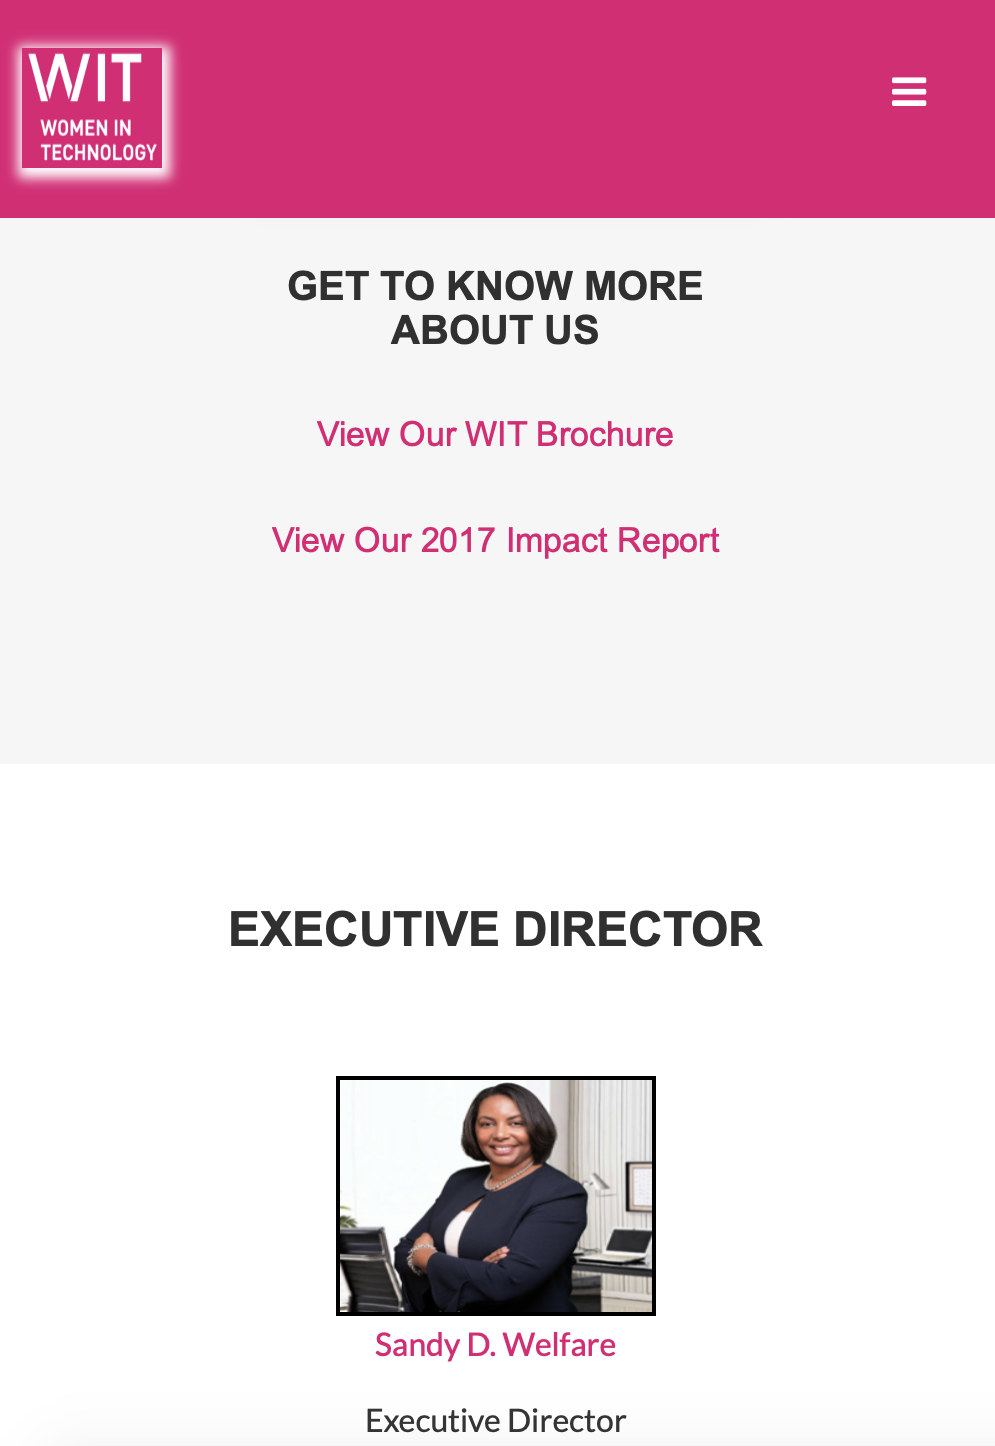 WIT
WOMEN IN
TECHNOLOGY
GET TO KNOW MORE
ABOUT US
View Our WIT Brochure
View Our 2017 Impact Report
EXECUTIVE DIRECTOR
Sandy D. Welfare
Executive Director